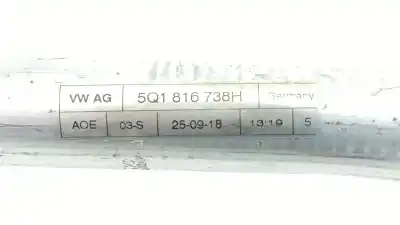 VW AG 5Q1 816 738H Germany
AOE 03-S 25-09-18 13:19 5